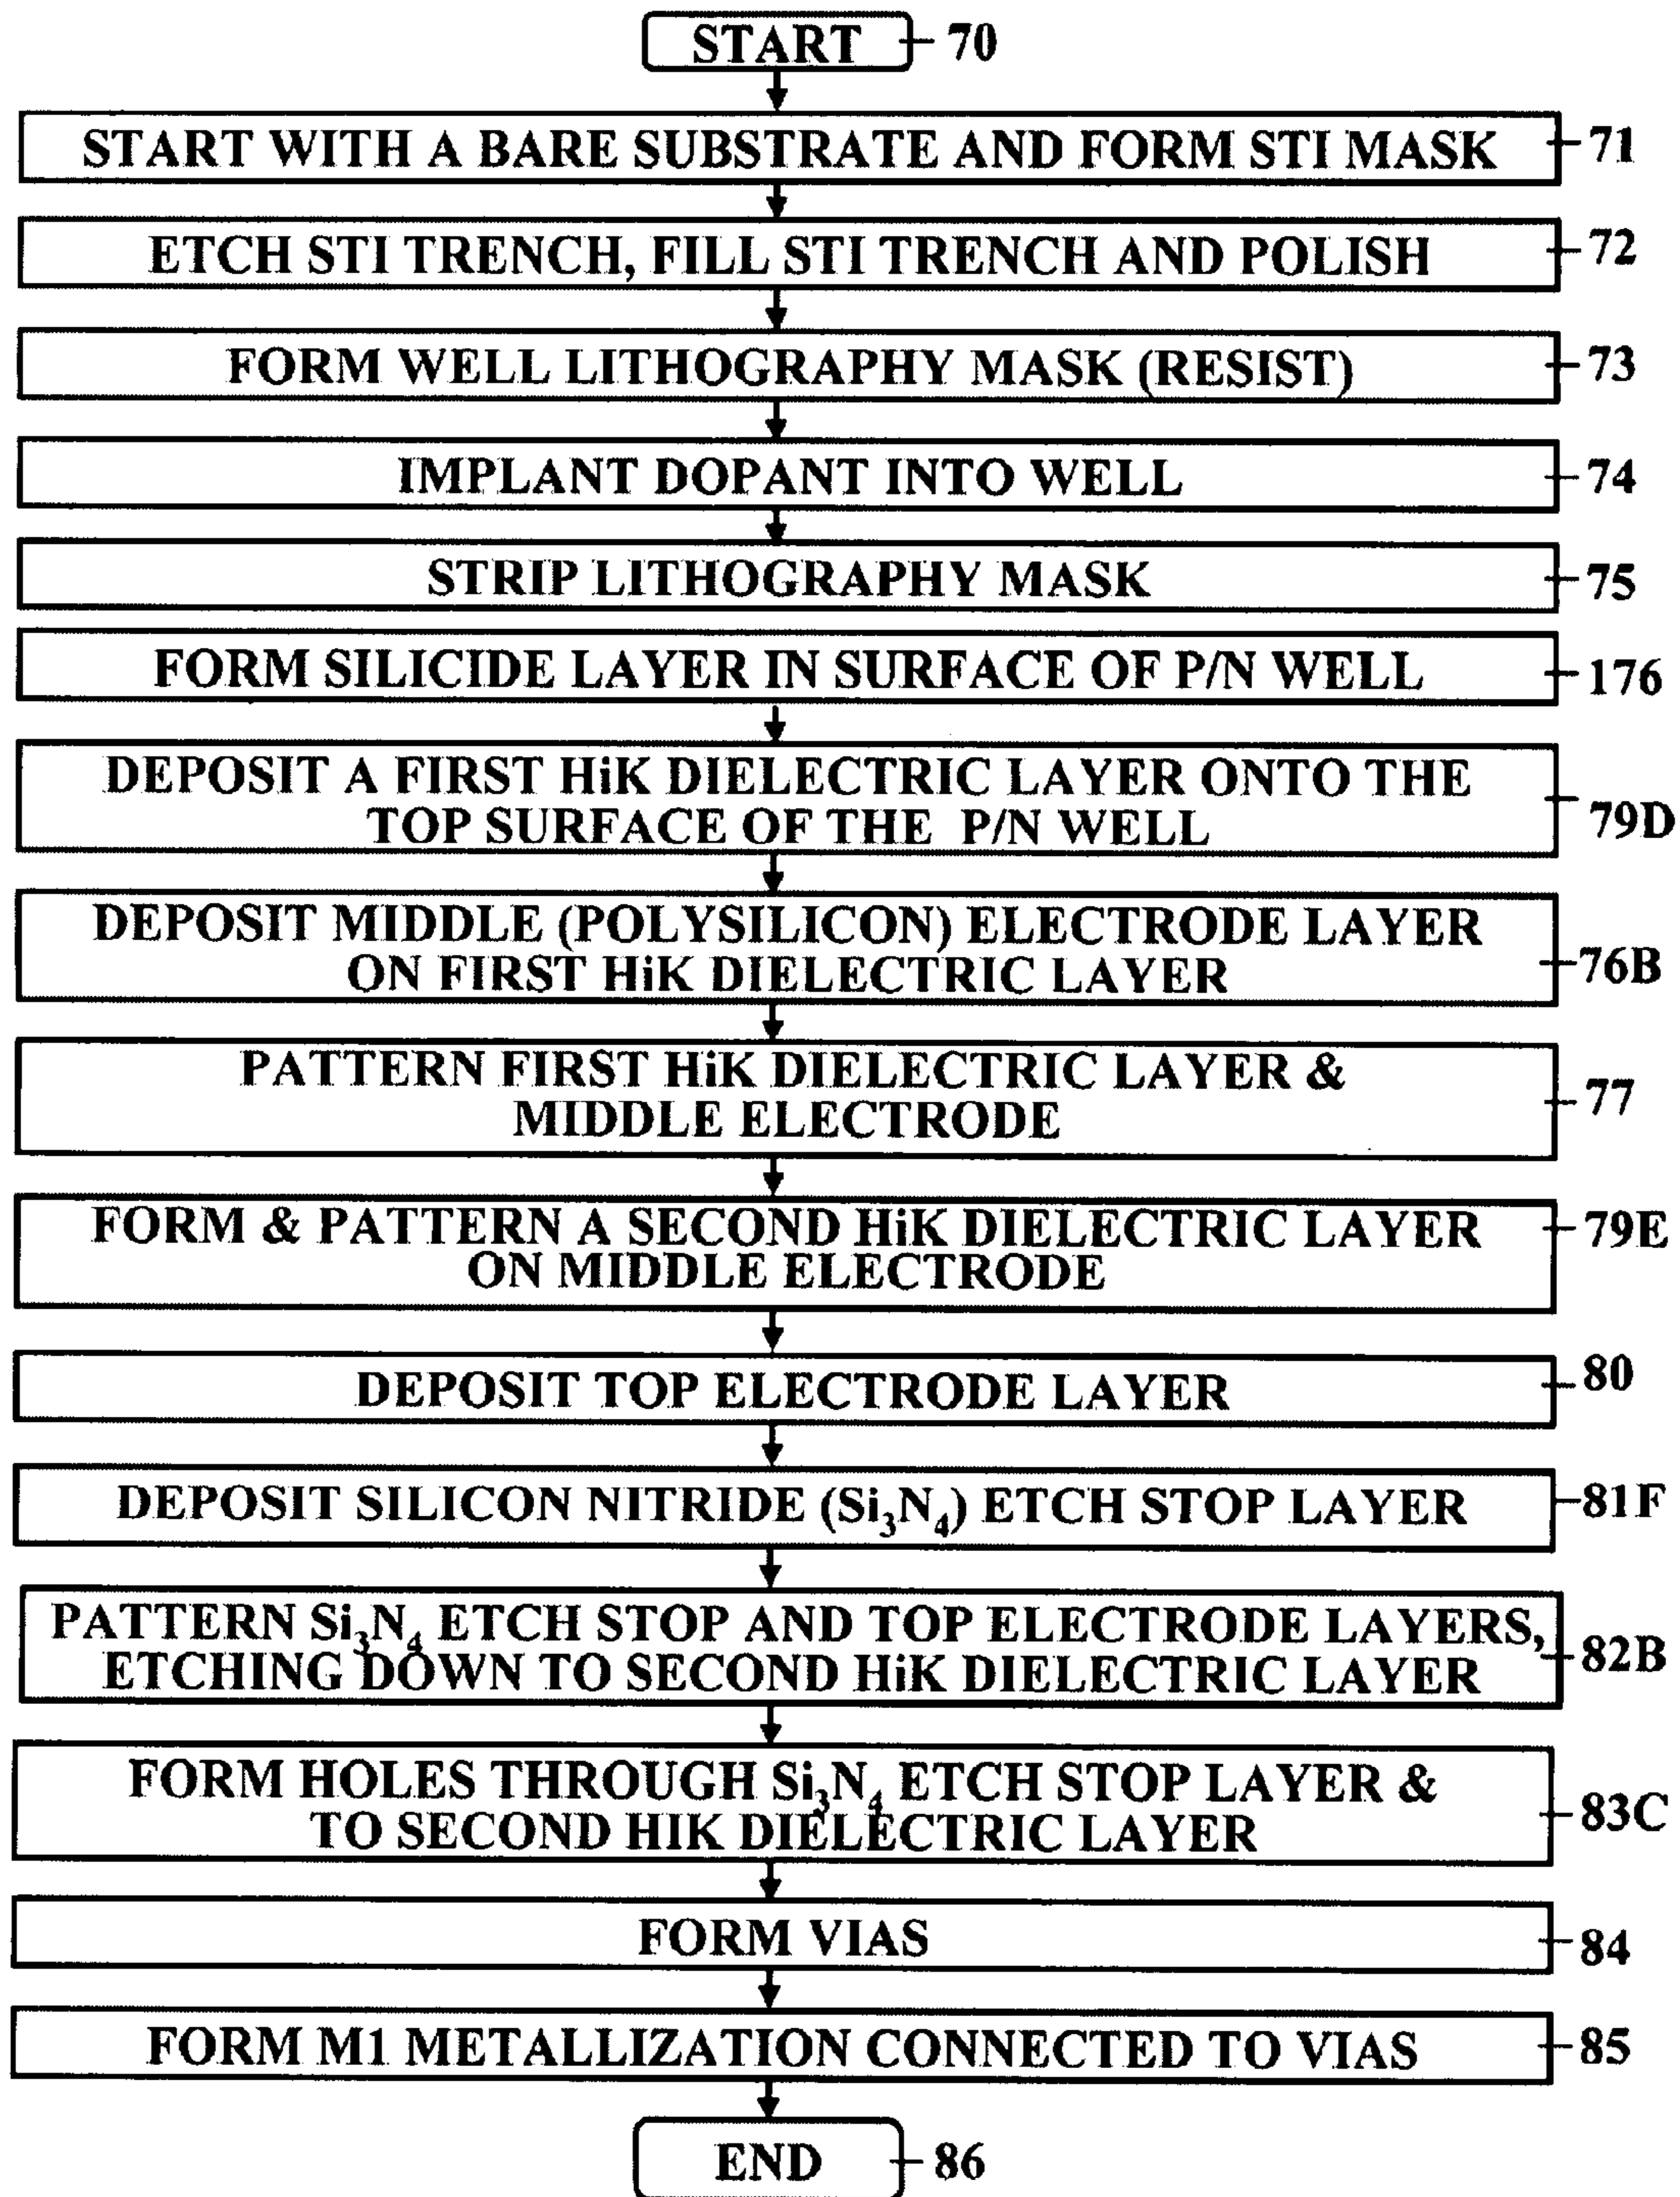 START 70
START WITH A BARE SUBSTRATE AND FORM STI MASK 71
ETCH STI TRENCH, FILL STI TRENCH AND POLISH 72
FORM WELL LITHOGRAPHY MASK (RESIST) 73
IMPLANT DOPANT INTO WELL 74
STRIP LITHOGRAPHY MASK 75
FORM SILICIDE LAYER IN SURFACE OF P/N WELL 176
DEPOSIT A FIRST HiK DIELECTRIC LAYER ONTO THE
TOP SURFACE OF THE P/N WELL 79D
DEPOSIT MIDDLE (POLYSILICON) ELECTRODE LAYER
ON FIRST HiK DIELECTRIC LAYER 76B
PATTERN FIRST HiK DIELECTRIC LAYER &
MIDDLE ELECTRODE 77
FORM & PATTERN A SECOND HiK DIELECTRIC LAYER 79E
ON MIDDLE ELECTRODE
DEPOSIT TOP ELECTRODE LAYER 80
DEPOSIT SILICON NITRIDE (Si₃N₄) ETCH STOP LAYER 81F
PATTERN Si₃N₄ ETCH STOP AND TOP ELECTRODE LAYERS,
ETCHING DOWN TO SECOND HiK DIELECTRIC LAYER 82B
FORM HOLES THROUGH Si₃N₄ ETCH STOP LAYER &
TO SECOND HIK DIELECTRIC LAYER 83C
FORM VIAS 84
FORM M1 METALLIZATION CONNECTED TO VIAS 85
END 86